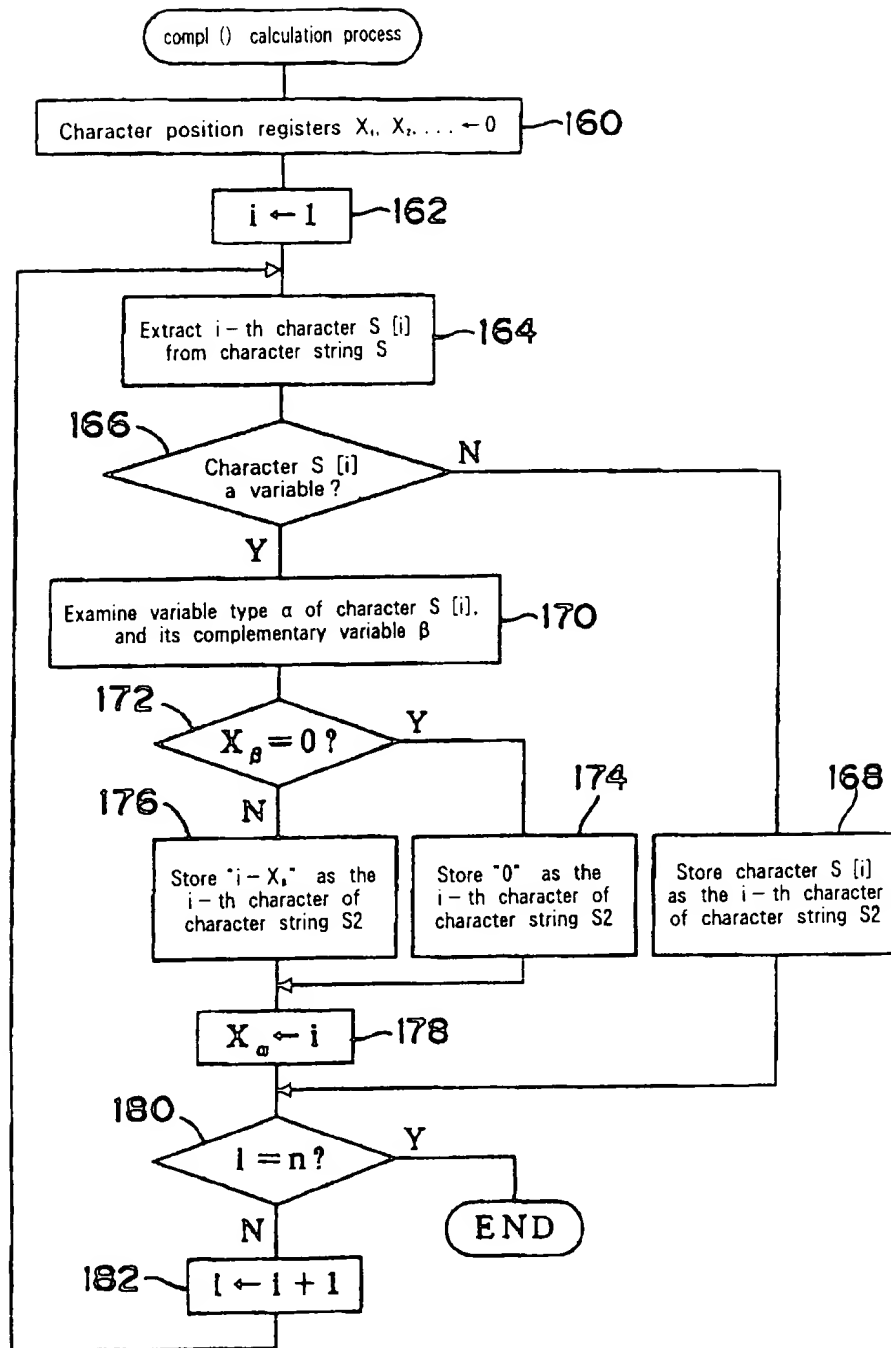 compl () calculation process
Character position registers X₁, X₂, . . . . ← 0
160
i ← 1
162
Extract i – th character S [i]
from character string S
164
166
Character S [i]
a variable ?
N
Y
Examine variable type α of character S [i],
and its complementary variable β
170
172
X β = 0 ?
Y
N
176
174
168
Store "i – Xᵦ" as the
i – th character of
character string S2
Store "0" as the
i – th character of
character string S2
Store character S [i]
as the i – th character
of character string S2
X α ← i
178
180
I = n ?
Y
N
END
182
I ← i + 1